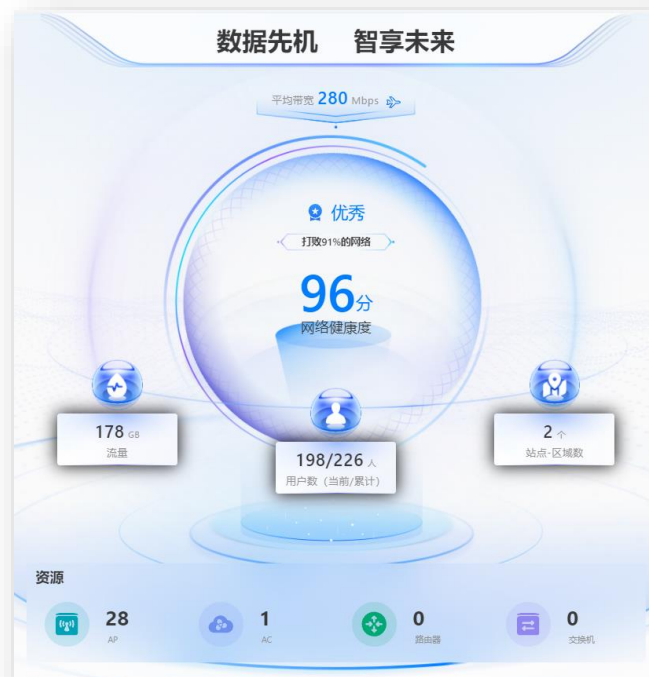 数据先机 智享未来
平均带宽 280 Mbps
优秀
打败91%的网络
96分
网络健康度
178 GB
流量
198/226 人
用户数（当前/累计）
2 个
站点-区域数
资源
28
AP
1
AC
0
路由器
0
交换机